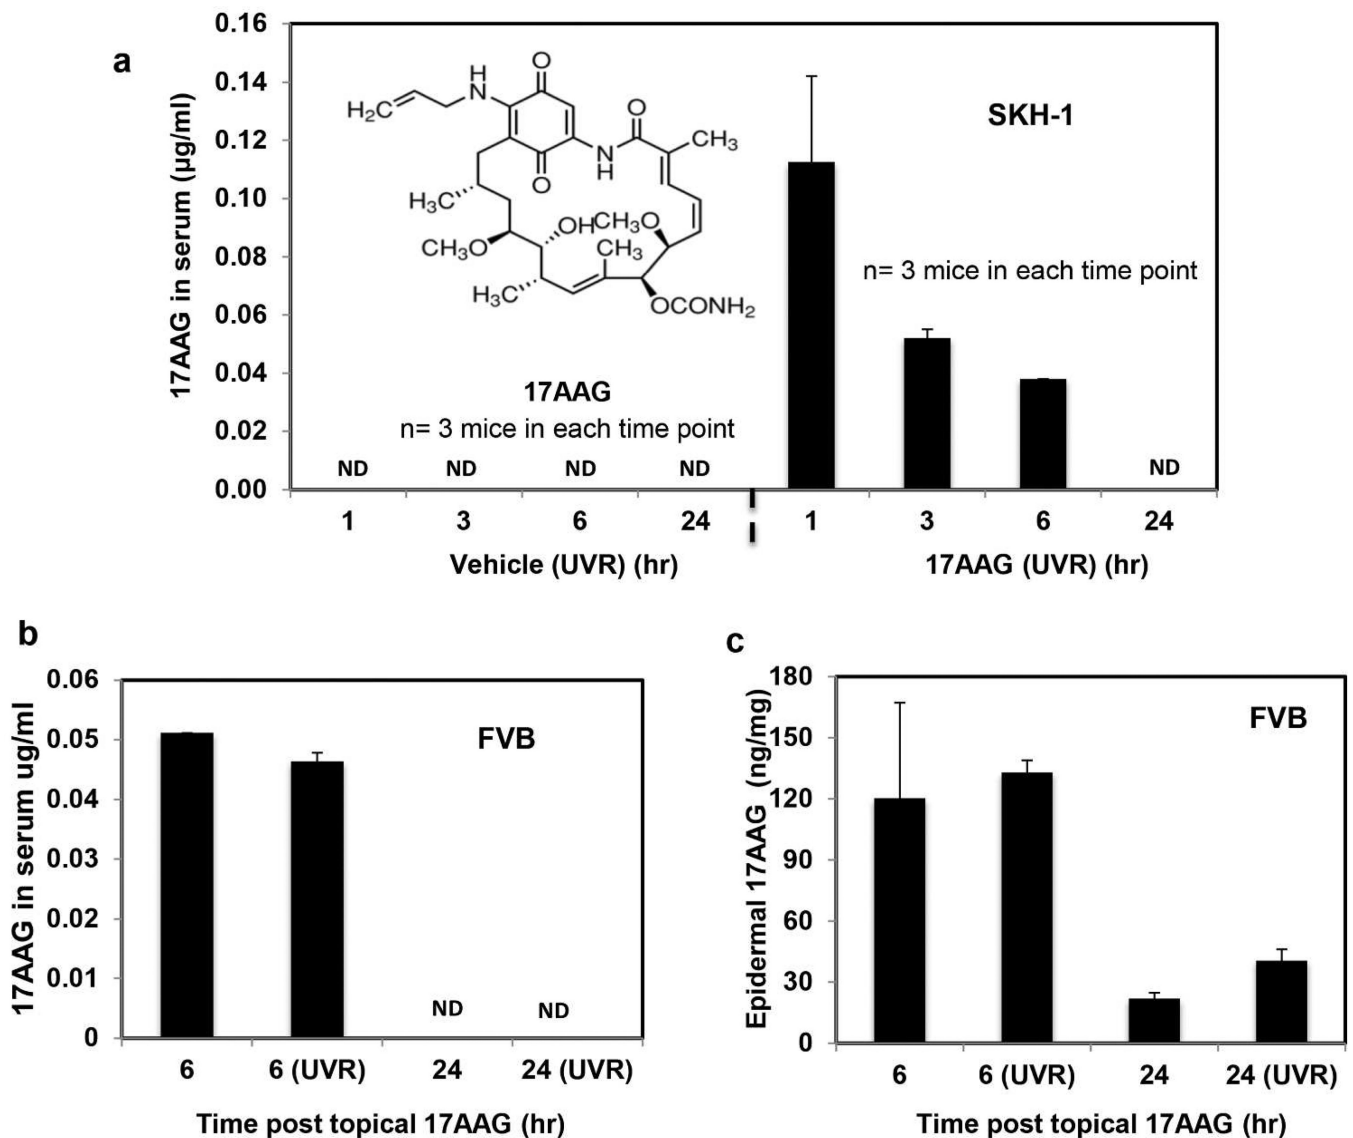 a
17AAG in serum (µg/ml)
0.16
0.14
0.12
0.10
0.08
0.06
0.04
0.02
0.00
H
N
O
H₂C
O
N
H
O
CH₃
H₃C
OH
CH₃O
CH₃O
CH₃
H₃C
OCONH₂
17AAG
n= 3 mice in each time point
SKH-1
n= 3 mice in each time point
ND ND ND ND ND
1 3 6 24 1 3 6 24
Vehicle (UVR) (hr) 17AAG (UVR) (hr)
b
17AAG in serum ug/ml
0.06
0.05
0.04
0.03
0.02
0.01
0
FVB
ND ND
6 6 (UVR) 24 24 (UVR)
Time post topical 17AAG (hr)
c
Epidermal 17AAG (ng/mg)
180
150
120
90
60
30
0
FVB
6 6 (UVR) 24 24 (UVR)
Time post topical 17AAG (hr)